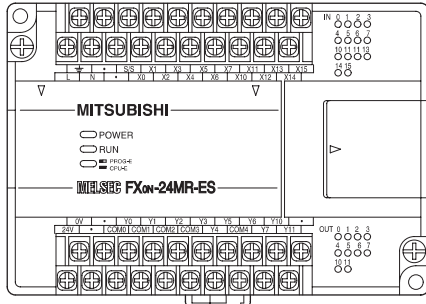 IN 0 1 2 3
4 5 6 7
10 11 12 13
14 15
• S/S X1 X3 X5 X7 X11 X13 X15
L N • X0 X2 X4 X6 X10 X12 X14
MITSUBISHI
POWER
RUN
PROG-E
CPU-E
MELSEC FX0N-24MR-ES
0V • Y0 Y1 Y2 Y3 Y5 Y6 Y10 •
24V • COM0 COM1 COM2 COM3 Y4 COM4 Y7 Y11
OUT 0 1 2 3
4 5 6 7
10 11